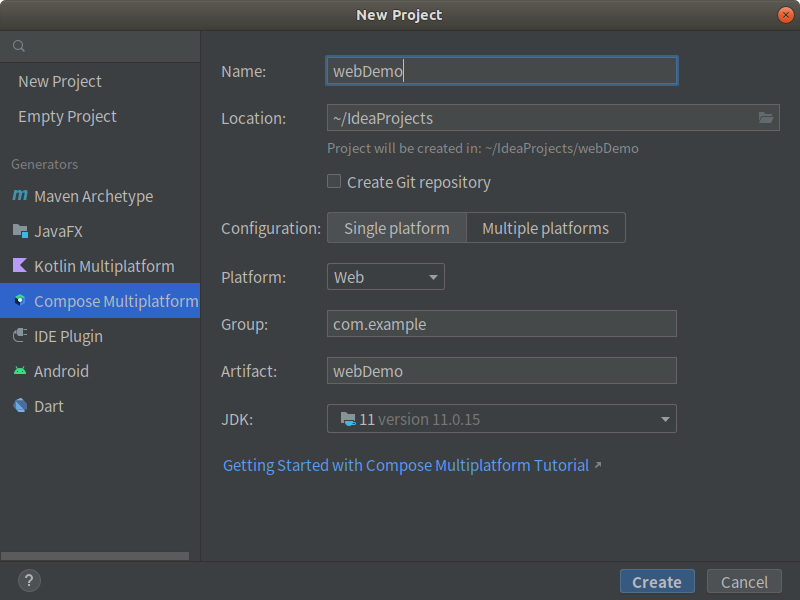 New Project
New Project
Empty Project
Generators
m Maven Archetype
JavaFX
Kotlin Multiplatform
Compose Multiplatform
IDE Plugin
Android
Dart
Name: webDemo
Location: ~/IdeaProjects
Project will be created in: ~/IdeaProjects/webDemo
Create Git repository
Configuration: Single platform Multiple platforms
Platform: Web
Group: com.example
Artifact: webDemo
JDK: 11 version 11.0.15
Getting Started with Compose Multiplatform Tutorial ↗
? Create Cancel